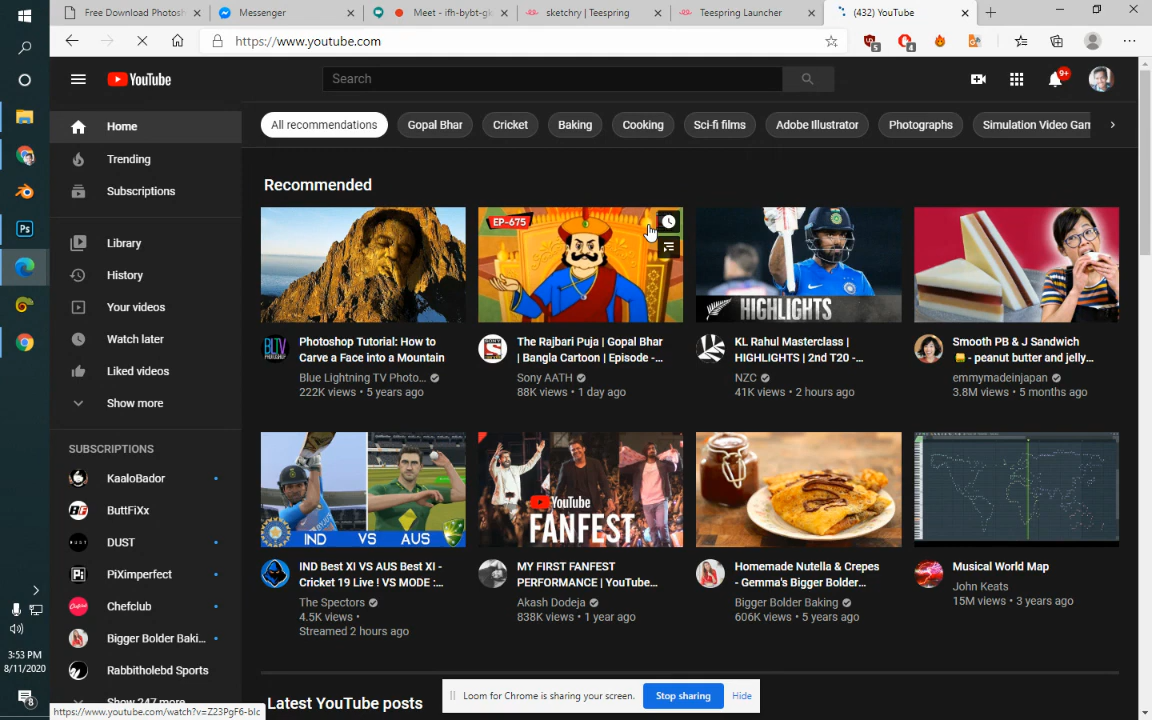 Free Download Photosh
Messenger
Meet - ifh-bybt-gk
sketchry | Teespring
Teespring Launcher
(432) YouTube
https://www.youtube.com
5
4
YouTube
Search
9+
Home
Trending
Subscriptions
Library
History
Your videos
Watch later
Liked videos
Show more
SUBSCRIPTIONS
KaaloBador
ButtFiXx
DUST
PiXimperfect
Chefclub
Bigger Bolder Baki...
Rabbitholebd Sports
Show 247 more
All recommendations
Gopal Bhar
Cricket
Baking
Cooking
Sci-fi films
Adobe Illustrator
Photographs
Simulation Video Gam
Recommended
EP-675
HIGHLIGHTS
Photoshop Tutorial: How to
Carve a Face into a Mountain
Blue Lightning TV Photo...
222K views • 5 years ago
The Rajbari Puja | Gopal Bhar
| Bangla Cartoon | Episode -...
Sony AATH
88K views • 1 day ago
KL Rahul Masterclass |
HIGHLIGHTS | 2nd T20 -...
NZC
41K views • 2 hours ago
Smooth PB & J Sandwich
🍞 - peanut butter and jelly...
emmymadeinjapan
3.8M views • 5 months ago
IND VS AUS
YouTube
FANFEST
IND Best XI VS AUS Best XI -
Cricket 19 Live ! VS MODE :...
The Spectors
4.5K views •
Streamed 2 hours ago
MY FIRST FANFEST
PERFORMANCE | YouTube...
Akash Dodeja
838K views • 1 year ago
Homemade Nutella & Crepes
- Gemma's Bigger Bolder...
Bigger Bolder Baking
606K views • 5 years ago
Musical World Map
John Keats
15M views • 3 years ago
Latest YouTube posts
Loom for Chrome is sharing your screen.
Stop sharing
Hide
https://www.youtube.com/watch?v=Z23PgF6-blc
Ps
3:53 PM
8/11/2020
8